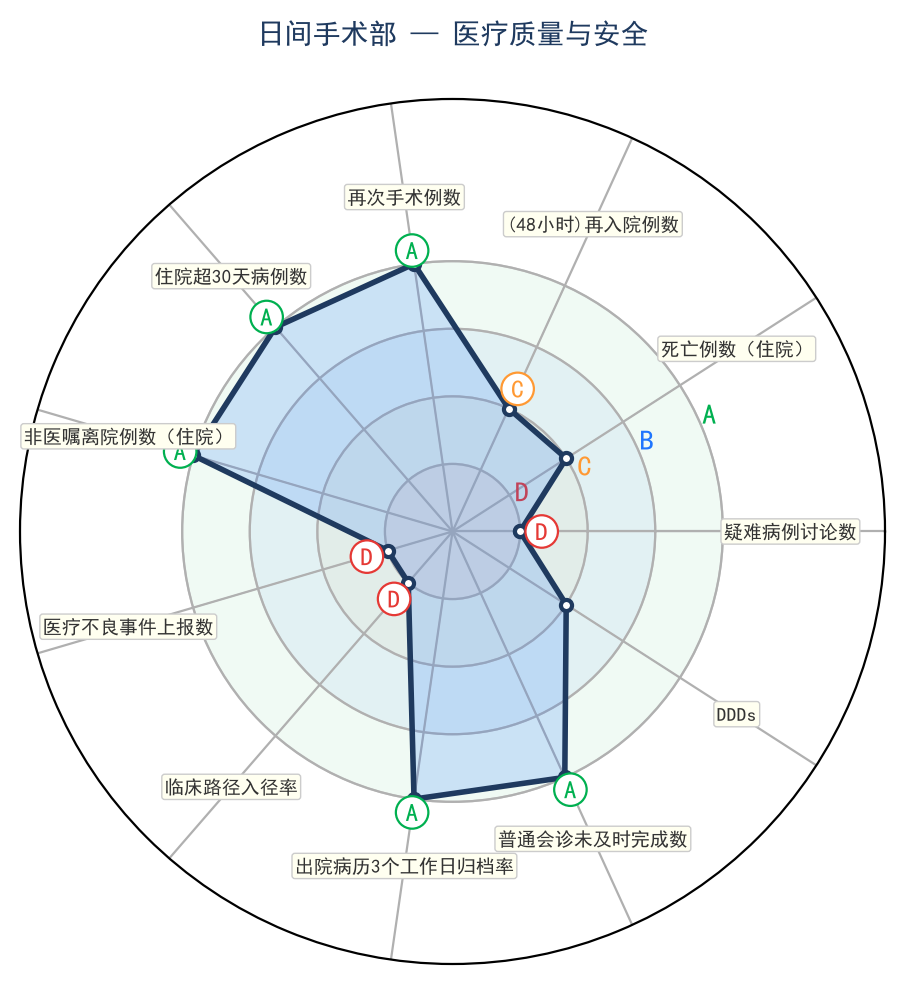 日间手术部 — 医疗质量与安全
再次手术例数
(48小时)再入院例数
A
住院超30天病例数
A
死亡例数（住院）
C
A
非医嘱离院例数（住院）
B
A
C
D
疑难病例讨论数
D
D
D
医疗不良事件上报数
DDDs
临床路径入径率
A
A
普通会诊未及时完成数
出院病历3个工作日归档率